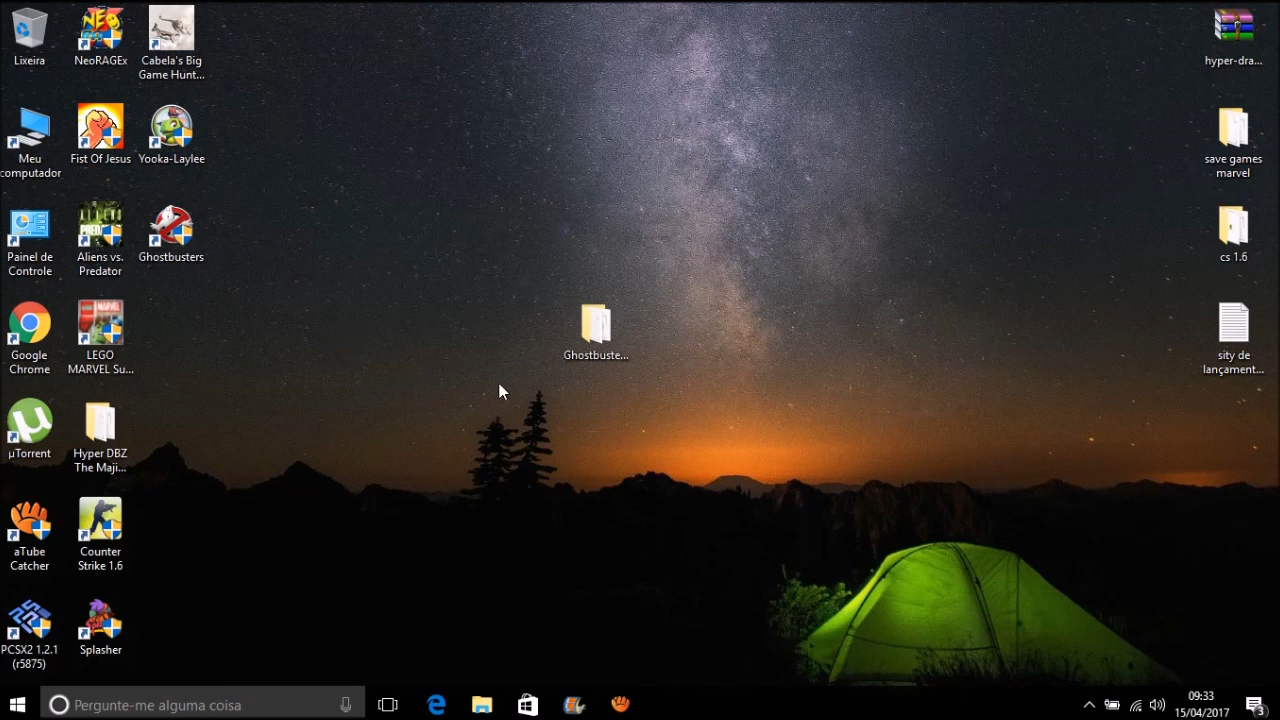 Lixeira
NeoRAGEx
Cabela's Big
Game Hunt...
Meu
computador
Fist Of Jesus
Yooka-Laylee
Painel de
Controle
Aliens vs.
Predator
Ghostbusters
Google
Chrome
LEGO
MARVEL Su...
µTorrent
Hyper DBZ
The Maji...
aTube
Catcher
Counter
Strike 1.6
PCSX2 1.2.1
(r5875)
Splasher
Ghostbuste...
hyper-dra...
save games
marvel
cs 1.6
sity de
lançament...
Pergunte-me alguma coisa
09:33
15/04/2017
3